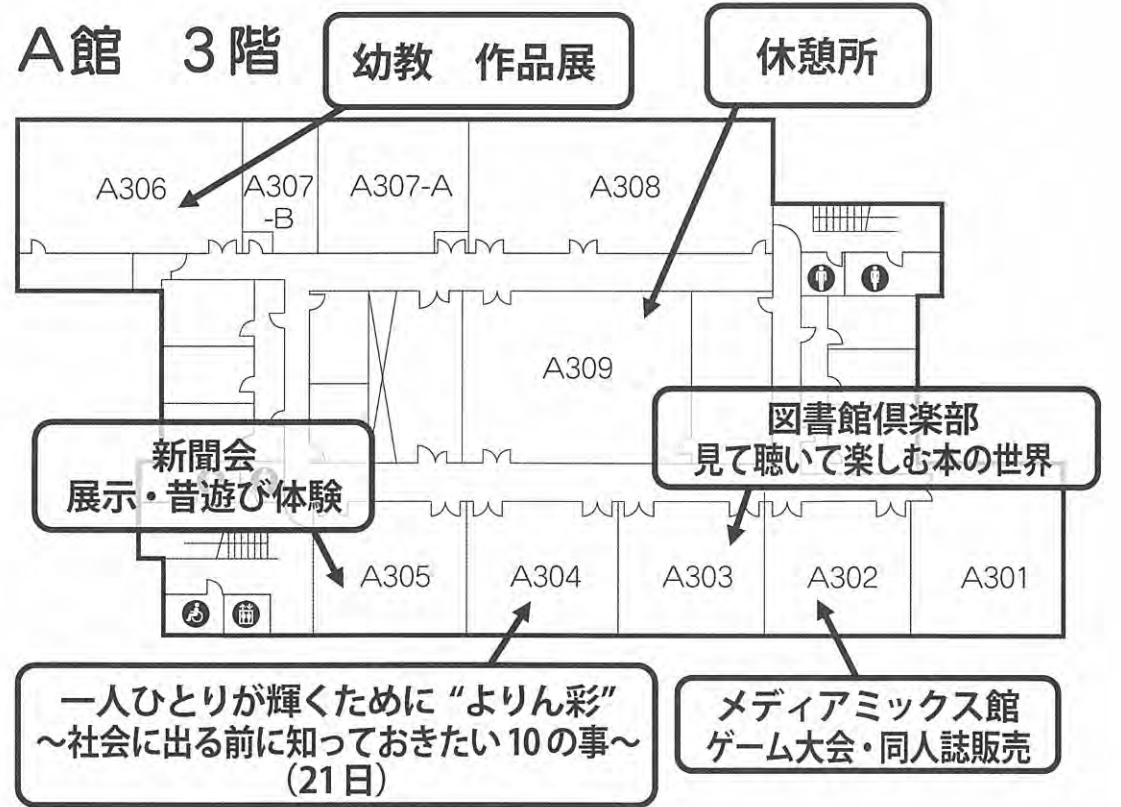 A館 3階
幼教 作品展
休憩所
A306
A307
-B
A307-A
A308
A309
図書館倶楽部
見て聴いて楽しむ本の世界
新聞会
展示・昔遊び体験
A305
A304
A303
A302
A301
一人ひとりが輝くために “よりん彩”
～社会に出る前に知っておきたい10の事～
（21日）
メディアミックス館
ゲーム大会・同人誌販売